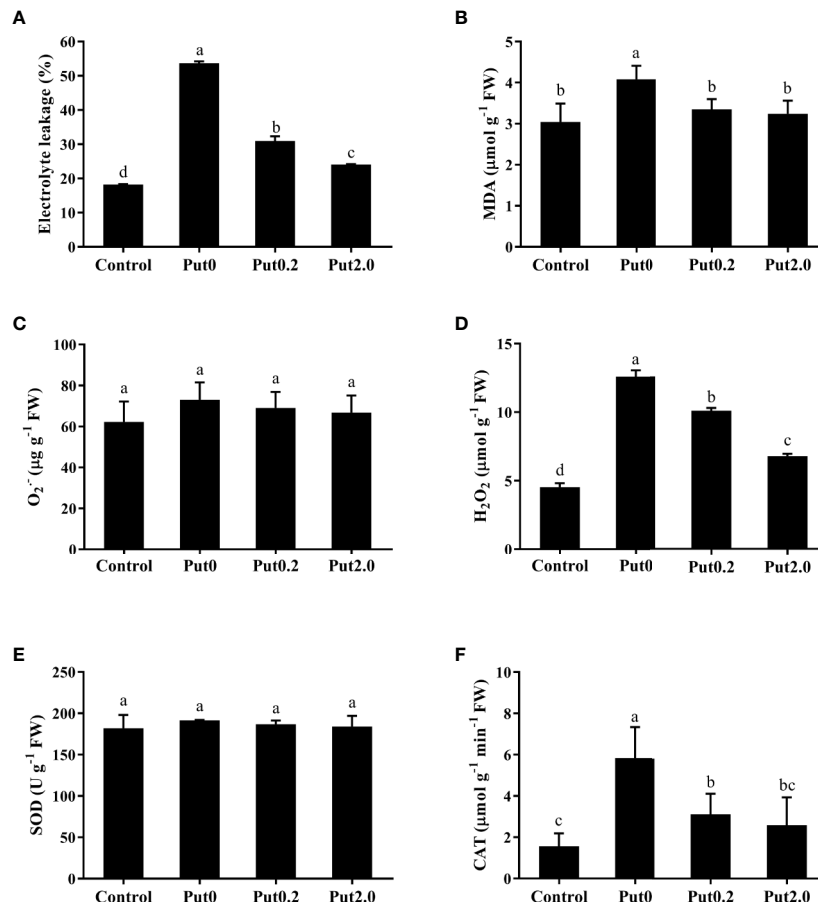 A
Electrolyte leakage (%)
60
50
40
30
20
10
0
d
a
b
c
Control Put0 Put0.2 Put2.0
B
MDA (μmol g⁻¹ FW)
5
4
3
2
1
0
b
a
b
b
Control Put0 Put0.2 Put2.0
C
O₂·⁻ (μg g⁻¹ FW)
100
80
60
40
20
0
a
a
a
a
Control Put0 Put0.2 Put2.0
D
H₂O₂ (μmol g⁻¹ FW)
15
10
5
0
d
a
b
c
Control Put0 Put0.2 Put2.0
E
SOD (U g⁻¹ FW)
250
200
150
100
50
0
a
a
a
a
Control Put0 Put0.2 Put2.0
F
CAT (μmol g⁻¹ min⁻¹ FW)
10
8
6
4
2
0
c
a
b
bc
Control Put0 Put0.2 Put2.0